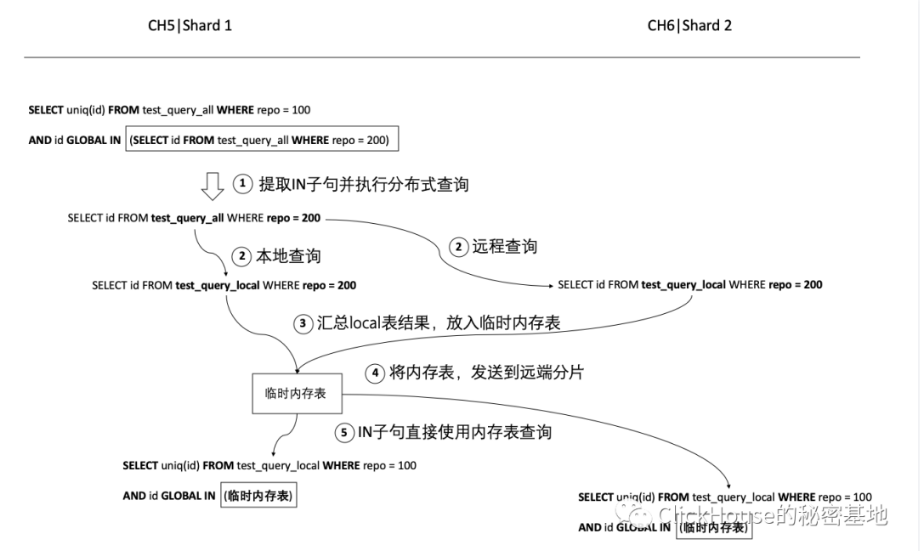 CH5|Shard 1
CH6|Shard 2
SELECT uniq(id) FROM test_query_all WHERE repo = 100
AND id GLOBAL IN (SELECT id FROM test_query_all WHERE repo = 200)
① 提取IN子句并执行分布式查询
SELECT id FROM test_query_all WHERE repo = 200
② 本地查询
② 远程查询
SELECT id FROM test_query_local WHERE repo = 200
SELECT id FROM test_query_local WHERE repo = 200
③ 汇总local表结果，放入临时内存表
④ 将内存表，发送到远端分片
临时内存表
⑤ IN子句直接使用内存表查询
SELECT uniq(id) FROM test_query_local WHERE repo = 100
AND id GLOBAL IN (临时内存表)
SELECT uniq(id) FROM test_query_local WHERE repo = 100
AND id GLOBAL IN (临时内存表)
ClickHouse的秘密基地